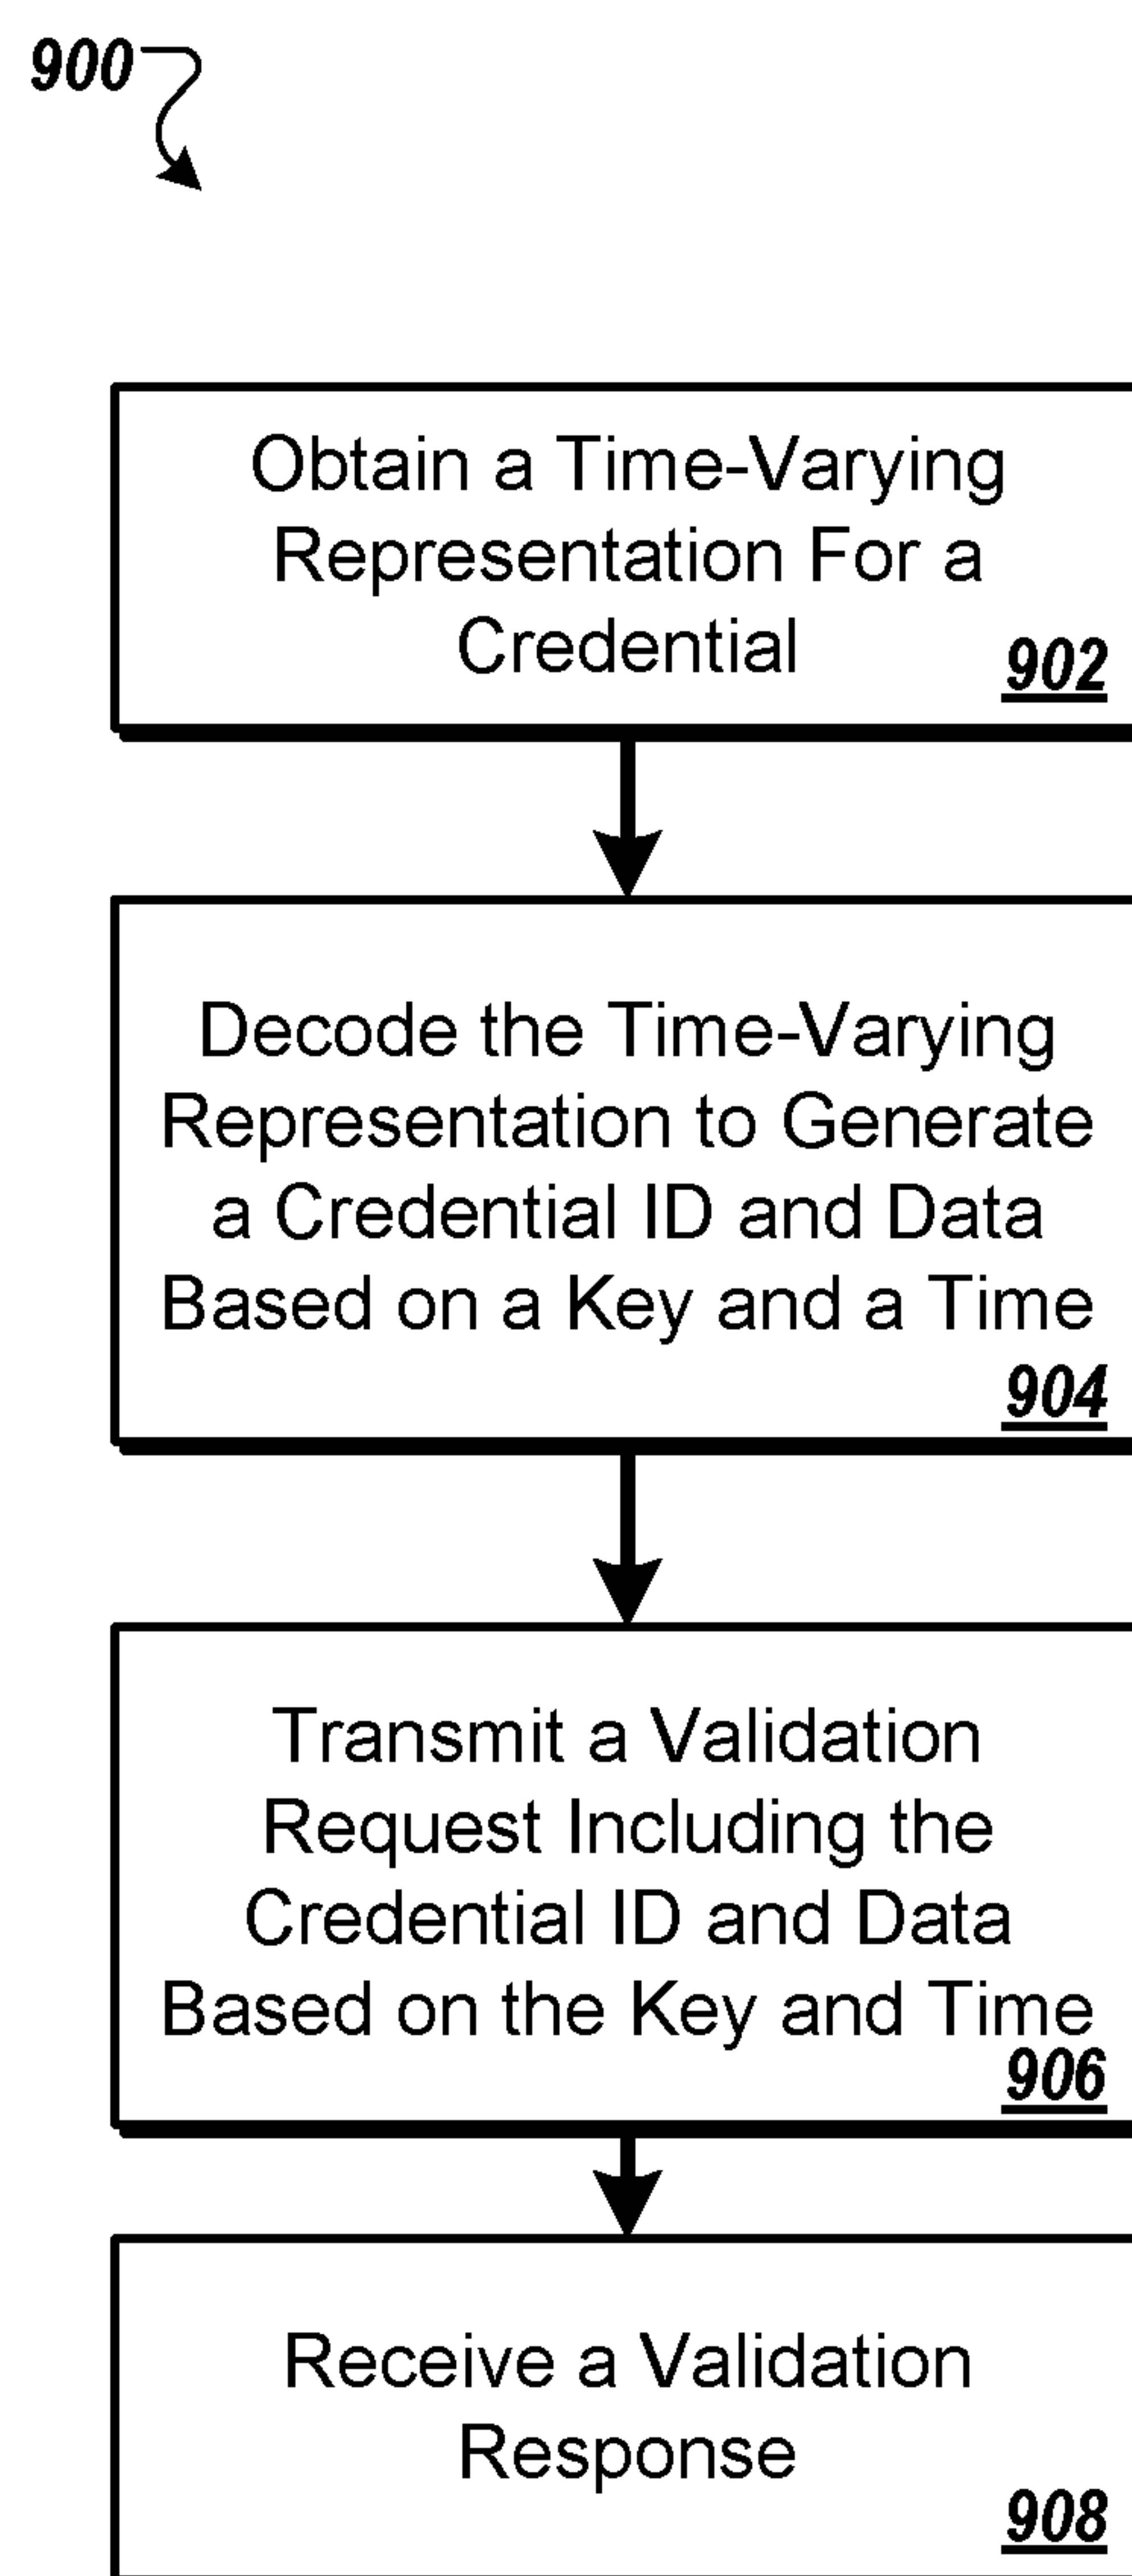 900
Obtain a Time-Varying
Representation For a
Credential
902
Decode the Time-Varying
Representation to Generate
a Credential ID and Data
Based on a Key and a Time
904
Transmit a Validation
Request Including the
Credential ID and Data
Based on the Key and Time
906
Receive a Validation
Response
908